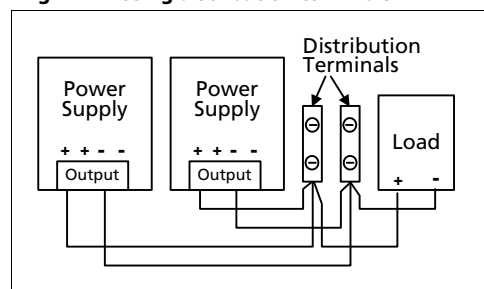 Distribution
Terminals
Power
Supply
+ + - -
Output
Power
Supply
+ + - -
Output
Load
+ -